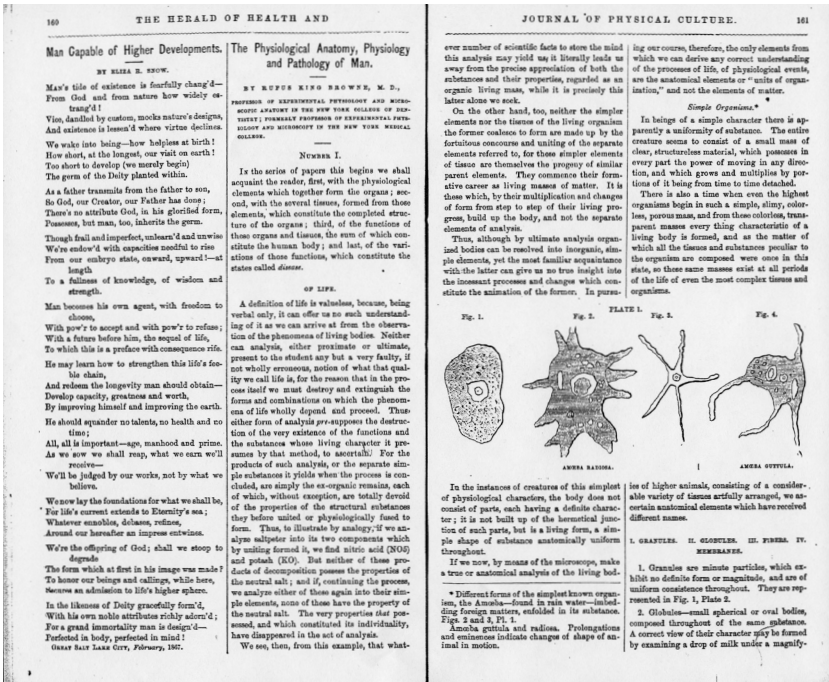 160
THE HERALD OF HEALTH AND
Man Capable of Higher Developments.
BY ELIZA R. SNOW.
Man's tide of existence is fearfully chang'd—
From God and from nature how widely es-
trang'd!
Vice, dandled by custom, mocks nature's designs,
And existence is lessen'd where virtue declines.
We wake into being—how helpless at birth!
How short, at the longest, our visit on earth!
Too short to develop (we merely begin)
The germ of the Deity planted within.
As a father transmits from the father to son,
So God, our Creator, our Father has done;
There's no attribute God, in his glorified form,
Possesses, but man, too, inherits the germ.
Though frail and imperfect, unlearn'd and unwise
We're endow'd with capacities needful to rise
From our embryo state, onward, upward!—at
length
To a fullness of knowledge, of wisdom and
strength.
Man becomes his own agent, with freedom to
choose,
With pow'r to accept and with pow'r to refuse;
With a future before him, the sequel of life,
To which this is a preface with consequence rife.
He may learn how to strengthen this life's fee-
ble chain,
And redeem the longevity man should obtain—
Develop capacity, greatness and worth,
By improving himself and improving the earth.
He should squander no talents, no health and no
time;
All, all is important—age, manhood and prime.
As we sow we shall reap, what we earn we'll
receive—
We'll be judged by our works, not by what we
believe.
We now lay the foundations for what we shall be,
For life's current extends to Eternity's sea;
Whatever ennobles, debases, refines,
Around our hereafter an impress entwines.
We're the offspring of God; shall we stoop to
degrade
The form which at first in his image was made?
To honor our beings and callings, while here,
Secures an admission to life's higher sphere.
In the likeness of Deity gracefully form'd,
With his own noble attributes richly adorn'd;
For a grand immortality man is design'd—
Perfected in body, perfected in mind!
GREAT SALT LAKE CITY, February, 1867.
The Physiological Anatomy, Physiology
and Pathology of Man.
BY RUFUS KING BROWNE, M. D.,
PROFESSOR OF EXPERIMENTAL PHYSIOLOGY AND MICRO-
SCOPIC ANATOMY IN THE NEW YORK COLLEGE OF DEN-
TISTRY; FORMERLY PROFESSOR OF EXPERIMENTAL PHYS-
IOLOGY AND MICROSCOPY IN THE NEW YORK MEDICAL
COLLEGE.
NUMBER I.
IN the series of papers this begins we shall
acquaint the reader, first, with the physiological
elements which together form the organs; sec-
ond, with the several tissues, formed from those
elements, which constitute the completed struc-
ture of the organs; third, of the functions of
these organs and tissues, the sum of which con-
stitute the human body; and last, of the vari-
ations of those functions, which constitute the
states called disease.
OF LIFE.
A definition of life is valueless, because, being
verbal only, it can offer us no such understand-
ing of it as we can arrive at from the observa-
tion of the phenomena of living bodies. Neither
can analysis, either proximate or ultimate,
present to the student any but a very faulty, if
not wholly erroneous, notion of what that qual-
ity we call life is, for the reason that in the pro-
cess itself we must destroy and extinguish the
forms and combinations on which the phenom-
ena of life wholly depend and proceed. Thus
either form of analysis pre-supposes the destruc-
tion of the very existence of the functions and
the substances whose living character it pre-
sumes by that method, to ascertain. For the
products of such analysis, or the separate sim-
ple substances it yields when the process is con-
cluded, are simply the ex-organic remains, each
of which, without exception, are totally devoid
of the properties of the structural substances
they before united or physiologically fused to
form. Thus, to illustrate by analogy, if we an-
alyze saltpeter into its two components which
by uniting formed it, we find nitric acid (NO5)
and potash (KO). But neither of these pro-
ducts of decomposition possess the properties of
the neutral salt; and if, continuing the process,
we analyze either of these again into their sim-
ple elements, none of these have the property of
the neutral salt. The very properties that pos-
sessed, and which constituted its individuality,
have disappeared in the act of analysis.
We see, then, from this example, that what-
JOURNAL OF PHYSICAL CULTURE.
161
ever number of scientific facts to store the mind
this analysis may yield us, it literally leads us
away from the precise appreciation of both the
substances and their properties, regarded as an
organic living mass, while it is precisely this
latter alone we seek.
On the other hand, too, neither the simpler
elements nor the tissues of the living organism
the former coalesce to form are made up by the
fortuitous concourse and uniting of the separate
elements referred to, for these simpler elements
of tissue are themselves the progeny of similar
parent elements. They commence their form-
ative career as living masses of matter. It is
these which, by their multiplication and changes
of form from step to step of their living pro-
gress, build up the body, and not the separate
elements of analysis.
Thus, although by ultimate analysis organ-
ized bodies can be resolved into inorganic, sim-
ple elements, yet the most familiar acquaintance
with the latter can give us no true insight into
the incessant processes and changes which con-
stitute the animation of the former. In pursu-
ing our course, therefore, the only elements from
which we can derive any correct understanding
of the processes of life, of physiological events,
are the anatomical elements or "units of organ-
ization," and not the elements of matter.
Simple Organisms.*
In beings of a simple character there is ap-
parently a uniformity of substance. The entire
creature seems to consist of a small mass of
clear, structureless material, which possesses in
every part the power of moving in any direc-
tion, and which grows and multiplies by por-
tions of it being from time to time detached.
There is also a time when even the highest
organisms begin in such a simple, slimy, color-
less, porous mass, and from these colorless, trans-
parent masses every thing characteristic of a
living body is formed, and as the matter of
which all the tissues and substances peculiar to
the organism are composed were once in this
state, so these same masses exist at all periods
of the life of even the most complex tissues and
organisms.
PLATE 1.
Fig. 1.
Fig. 2.
Fig. 3.
Fig. 4.
AMŒBA RADIOSA.
AMŒBA GUTTULA.
In the instances of creatures of this simplest
of physiological characters, the body does not
consist of parts, each having a definite charac-
ter; it is not built up of the hermetical junc-
tion of such parts, but is a living form, a sim-
ple shape of substance anatomically uniform
throughout.
If we now, by means of the microscope, make
a true or anatomical analysis of the living bod-
* Different forms of the simplest known organ-
ism, the Amœba—found in rain water—imbed-
ding foreign matters, enfolded in its substance.
Figs. 2 and 3, Pl. 1.
Amœba guttula and radiosa. Prolongations
and eminences indicate changes of shape of an-
imal in motion.
ies of higher animals, consisting of a consider-
able variety of tissues artfully arranged, we as-
certain anatomical elements which have received
different names.
I. GRANULES. II. GLOBULES. III. FIBERS. IV.
MEMBRANES.
1. Granules are minute particles, which ex-
hibit no definite form or magnitude, and are of
uniform consistence throughout. They are rep-
resented in Fig. 1, Plate 2.
2. Globules—small spherical or oval bodies,
composed throughout of the same substance.
A correct view of their character may be formed
by examining a drop of milk under a magnify-